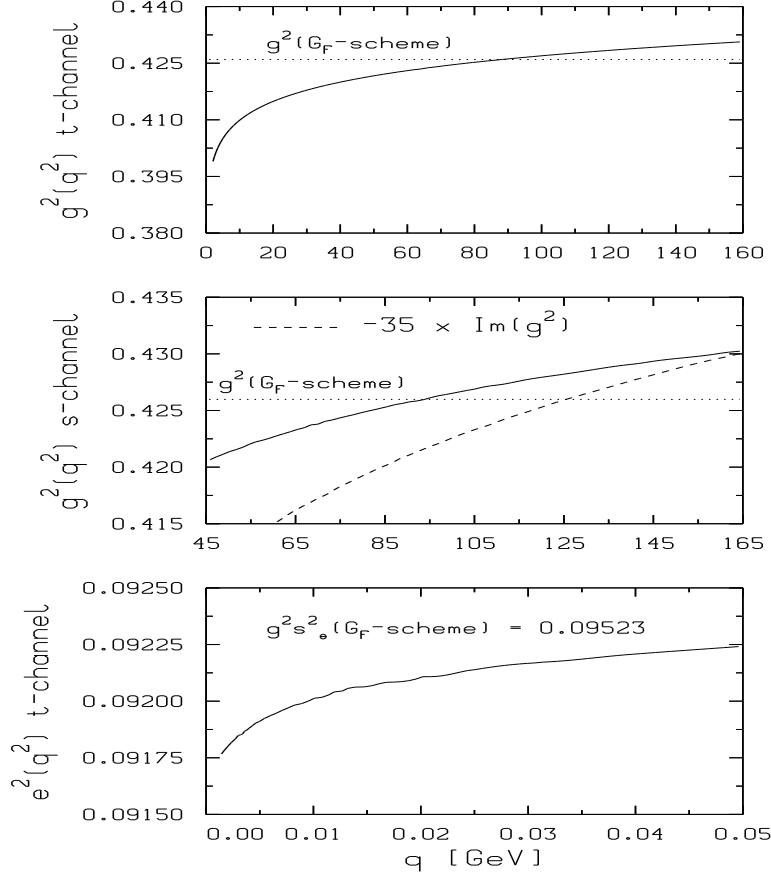 g²(q²) t-channel
0.440
0.425
0.410
0.395
0.380
g²(G_F-scheme)
0 20 40 60 80 100 120 140 160
g²(q²) s-channel
0.435
0.430
0.425
0.420
0.415
-35 x Im(g²)
g²(G_F-scheme)
45 65 85 105 125 145 165
e²(q²) t-channel
0.09250
0.09225
0.09200
0.09175
0.09150
g²s²_e(G_F-scheme) = 0.09523
0.00 0.01 0.02 0.03 0.04 0.05
q [GeV]